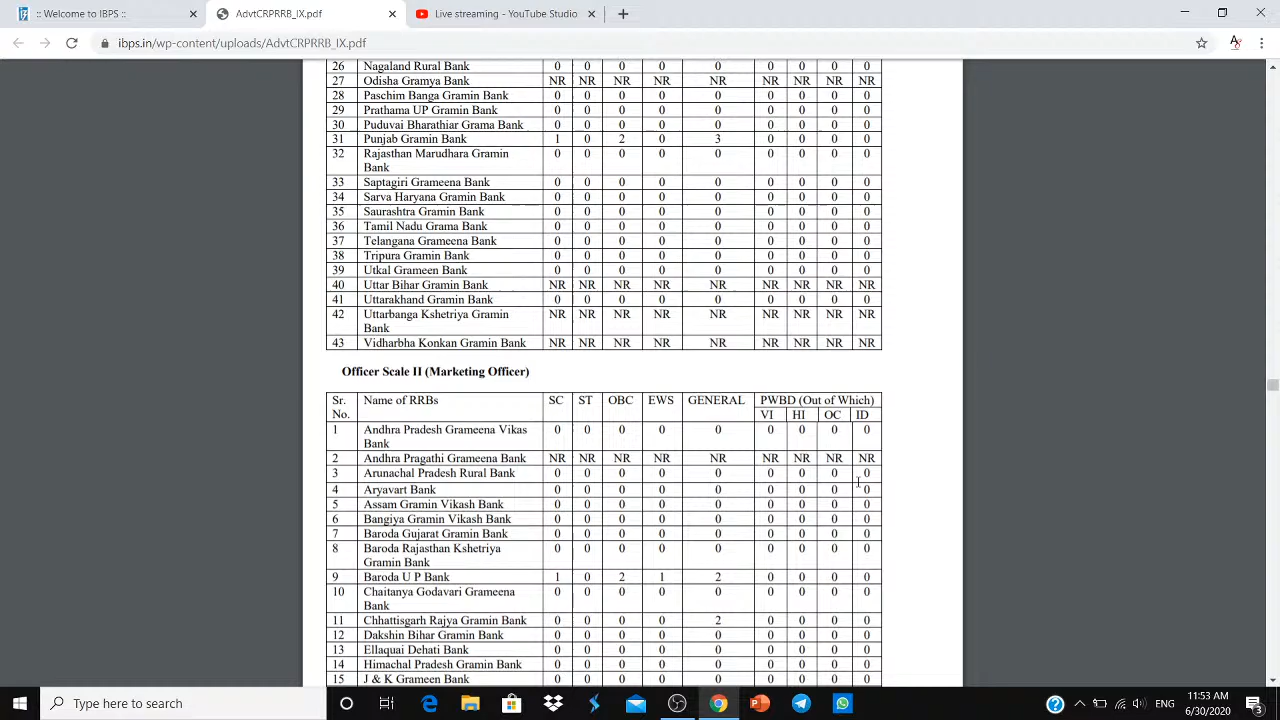 :: Welcome to IBPS ::
AdvtCRPRRB_IX.pdf
Live streaming - YouTube Studio
ibps.in/wp-content/uploads/AdvtCRPRRB_IX.pdf
26 Nagaland Rural Bank 0 0 0 0 0 0 0 0 0
27 Odisha Gramya Bank NR NR NR NR NR NR NR NR NR
28 Paschim Banga Gramin Bank 0 0 0 0 0 0 0 0 0
29 Prathama UP Gramin Bank 0 0 0 0 0 0 0 0 0
30 Puduvai Bharathiar Grama Bank 0 0 0 0 0 0 0 0 0
31 Punjab Gramin Bank 1 0 2 0 3 0 0 0 0
32 Rajasthan Marudhara Gramin 0 0 0 0 0 0 0 0 0
Bank
33 Saptagiri Grameena Bank 0 0 0 0 0 0 0 0 0
34 Sarva Haryana Gramin Bank 0 0 0 0 0 0 0 0 0
35 Saurashtra Gramin Bank 0 0 0 0 0 0 0 0 0
36 Tamil Nadu Grama Bank 0 0 0 0 0 0 0 0 0
37 Telangana Grameena Bank 0 0 0 0 0 0 0 0 0
38 Tripura Gramin Bank 0 0 0 0 0 0 0 0 0
39 Utkal Grameen Bank 0 0 0 0 0 0 0 0 0
40 Uttar Bihar Gramin Bank NR NR NR NR NR NR NR NR NR
41 Uttarakhand Gramin Bank 0 0 0 0 0 0 0 0 0
42 Uttarbanga Kshetriya Gramin NR NR NR NR NR NR NR NR NR
Bank
43 Vidharbha Konkan Gramin Bank NR NR NR NR NR NR NR NR NR
Officer Scale II (Marketing Officer)
Sr. Name of RRBs SC ST OBC EWS GENERAL PWBD (Out of Which)
No. VI HI OC ID
1 Andhra Pradesh Grameena Vikas 0 0 0 0 0 0 0 0 0
Bank
2 Andhra Pragathi Grameena Bank NR NR NR NR NR NR NR NR NR
3 Arunachal Pradesh Rural Bank 0 0 0 0 0 0 0 0 0
4 Aryavart Bank 0 0 0 0 0 0 0 0 0
5 Assam Gramin Vikash Bank 0 0 0 0 0 0 0 0 0
6 Bangiya Gramin Vikash Bank 0 0 0 0 0 0 0 0 0
7 Baroda Gujarat Gramin Bank 0 0 0 0 0 0 0 0 0
8 Baroda Rajasthan Kshetriya 0 0 0 0 0 0 0 0 0
Gramin Bank
9 Baroda U P Bank 1 0 2 1 2 0 0 0 0
10 Chaitanya Godavari Grameena 0 0 0 0 0 0 0 0 0
Bank
11 Chhattisgarh Rajya Gramin Bank 0 0 0 0 2 0 0 0 0
12 Dakshin Bihar Gramin Bank 0 0 0 0 0 0 0 0 0
13 Ellaquai Dehati Bank 0 0 0 0 0 0 0 0 0
14 Himachal Pradesh Gramin Bank 0 0 0 0 0 0 0 0 0
15 J & K Grameen Bank 0 0 0 0 0 0 0 0 0
Type here to search
ENG
11:53 AM
6/30/2020